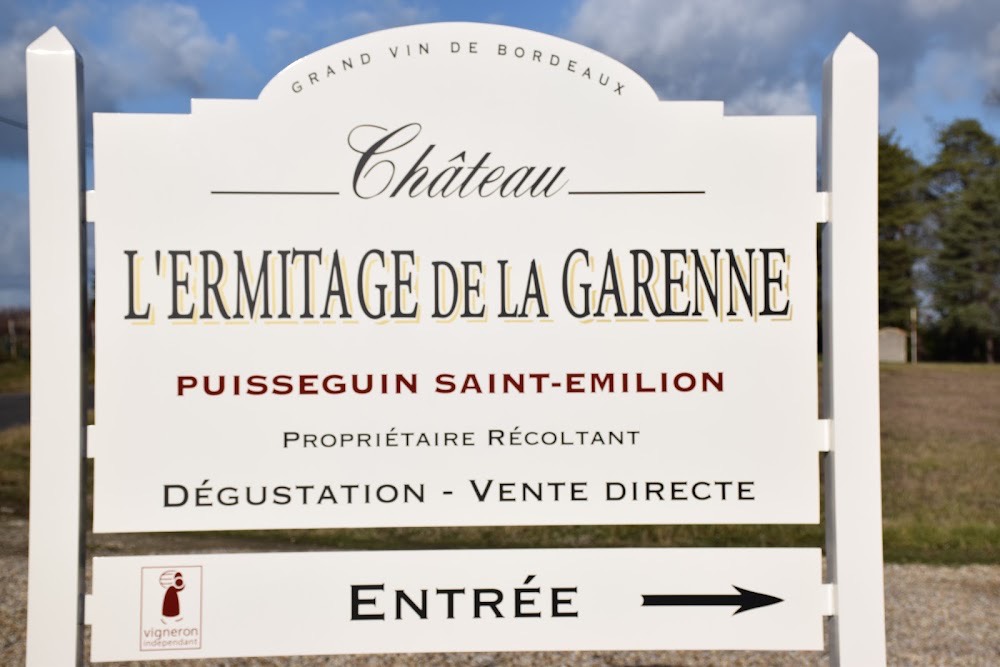 GRAND VIN DE BORDEAUX
Château
L'ERMITAGE DE LA GARENNE
PUISSEGUIN SAINT-EMILION
PROPRIÉTAIRE RÉCOLTANT
DÉGUSTATION - VENTE DIRECTE
ENTRÉE
vigneron
indépendant